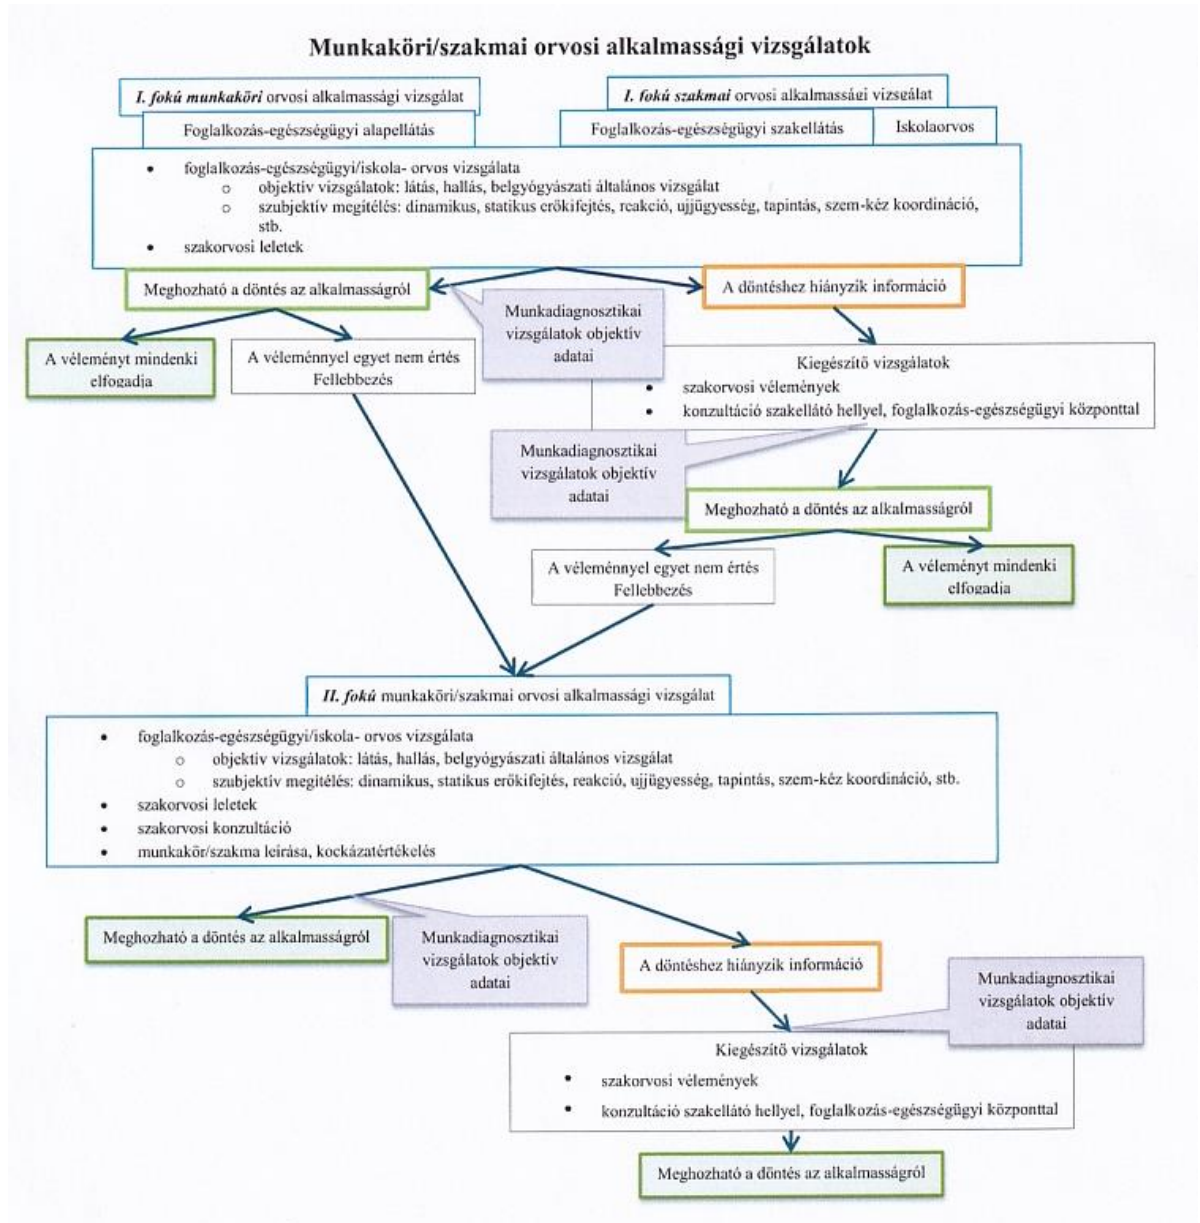 Munkaköri/szakmai orvosi alkalmassági vizsgálatok
I. fokú munkaköri orvosi alkalmassági vizsgálat
I. fokú szakmai orvosi alkalmassági vizsgálat
Foglalkozás-egészségügyi alapellátás
Foglalkozás-egészségügyi szakellátás
Iskolaorvos
• foglalkozás-egészségügyi/iskola- orvos vizsgálata
o objektív vizsgálatok: látás, hallás, belgyógyászati általános vizsgálat
o szubjektív megítélés: dinamikus, statikus erőkifejtés, reakció, ujjügyesség, tapintás, szem-kéz koordináció,
stb.
• szakorvosi leletek
Meghozható a döntés az alkalmasságról
A döntéshez hiányzik információ
Munkadiagnosztikai
vizsgálatok objektív
adatai
A véleményt mindenki
elfogadja
A véleménnyel egyet nem értés
Fellebbezés
Kiegészítő vizsgálatok
• szakorvosi vélemények
• konzultáció szakellátó hellyel, foglalkozás-egészségügyi központtal
Munkadiagnosztikai
vizsgálatok objektív
adatai
Meghozható a döntés az alkalmasságról
A véleménnyel egyet nem értés
Fellebbezés
A véleményt mindenki
elfogadja
II. fokú munkaköri/szakmai orvosi alkalmassági vizsgálat
• foglalkozás-egészségügyi/iskola- orvos vizsgálata
o objektív vizsgálatok: látás, hallás, belgyógyászati általános vizsgálat
o szubjektív megítélés: dinamikus, statikus erőkifejtés, reakció, ujjügyesség, tapintás, szem-kéz koordináció, stb.
• szakorvosi leletek
• szakorvosi konzultáció
• munkakör/szakma leírása, kockázatértékelés
Meghozható a döntés az alkalmasságról
Munkadiagnosztikai
vizsgálatok objektív
adatai
A döntéshez hiányzik információ
Munkadiagnosztikai
vizsgálatok objektív
adatai
Kiegészítő vizsgálatok
• szakorvosi vélemények
• konzultáció szakellátó hellyel, foglalkozás-egészségügyi központtal
Meghozható a döntés az alkalmasságról